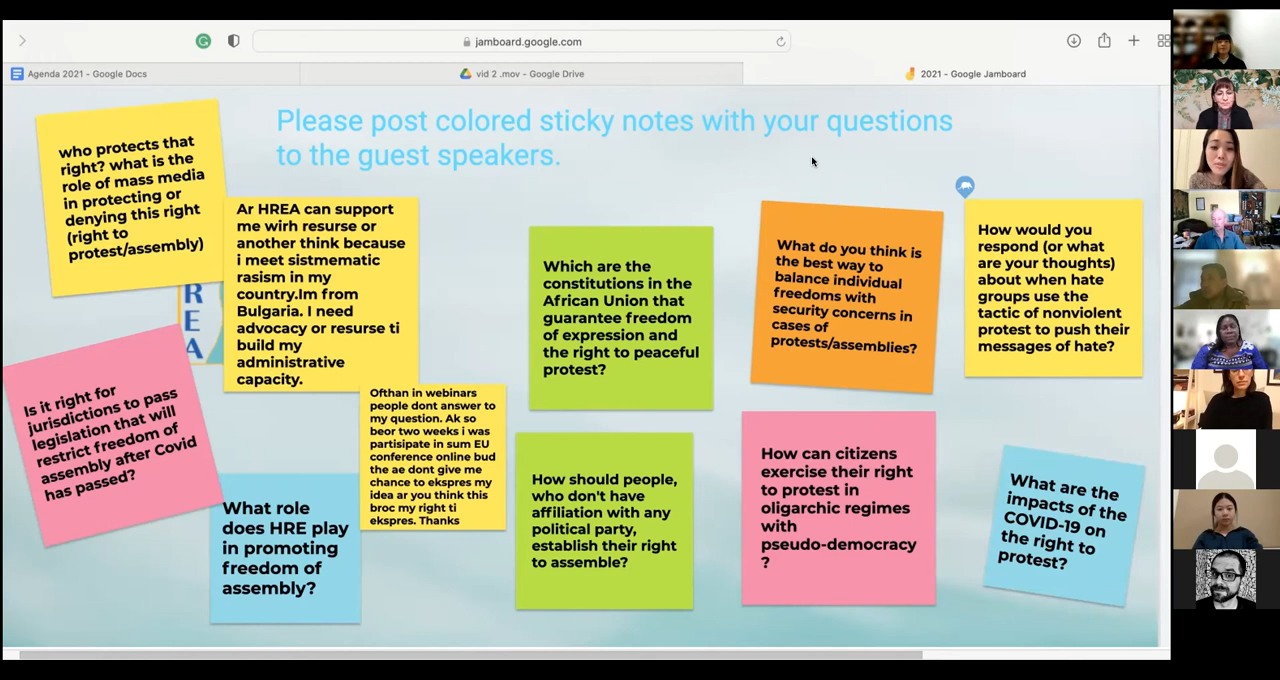 jamboard.google.com
Agenda 2021 - Google Docs
vid 2 .mov - Google Drive
2021 - Google Jamboard
Please post colored sticky notes with your questions
to the guest speakers.
who protects that
right? what is the
role of mass media
in protecting or
denying this right
(right to
protest/assembly)
Ar HREA can support
me wirh resurse or
another think because
i meet sistmematic
rasism in my
country.Im from
Bulgaria. I need
advocacy or resurse ti
build my
administrative
capacity.
R
E
A
Which are the
constitutions in the
African Union that
guarantee freedom
of expression and
the right to peaceful
protest?
What do you think is
the best way to
balance individual
freedoms with
security concerns in
cases of
protests/assemblies?
How would you
respond (or what
are your thoughts)
about when hate
groups use the
tactic of nonviolent
protest to push their
messages of hate?
Is it right for
jurisdictions to pass
legislation that will
restrict freedom of
assembly after Covid
has passed?
What role
does HRE play
in promoting
freedom of
assembly?
Ofthan in webinars
people dont answer to
my question. Ak so
beor two weeks i was
partisipate in sum EU
conference online bud
the ae dont give me
chance to ekspres my
idea ar you think this
broc my right ti
ekspres. Thanks
How should people,
who don't have
affiliation with any
political party,
establish their right
to assemble?
How can citizens
exercise their right
to protest in
oligarchic regimes
with
pseudo-democracy
?
What are the
impacts of the
COVID-19 on
the right to
protest?